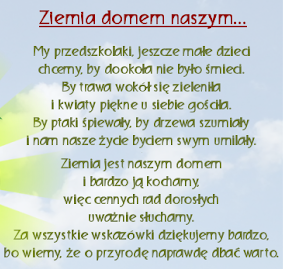 Ziemia domem naszym...
My przedszkolaki, jeszcze małe dzieci
chcemy, by dookoła nie było śmieci.
By trawa wokół się zieleniła
i kwiaty piękne u siebie gościła.
By ptaki śpiewały, by drzewa szumiały
i nam nasze życie byciem swym umilały.
Ziemia jest naszym domem
i bardzo ją kochamy,
więc cennych rad dorosłych
uważnie słuchamy.
Za wszystkie wskazówki dziękujemy bardzo,
bo wiemy, że o przyrodę naprawdę dbać warto.